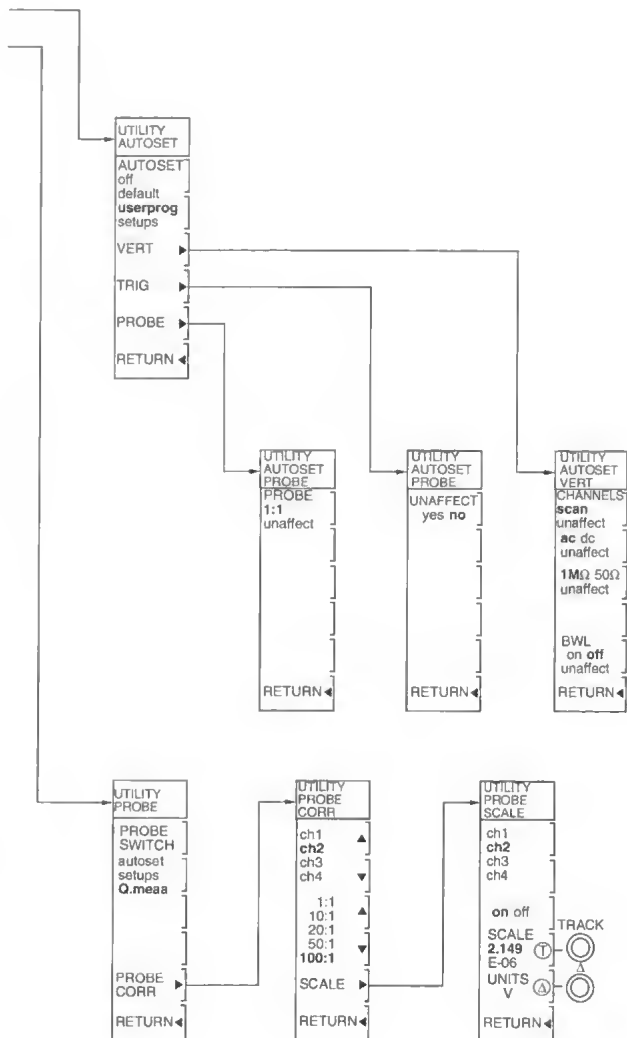 UTILITY
AUTOSET
AUTOSET
off
default
userprog
setups
VERT ▶
TRIG ▶
PROBE ▶
RETURN ◀
UTILITY
AUTOSET
PROBE
PROBE
1:1
unaffect
RETURN ◀
UTILITY
AUTOSET
PROBE
UNAFFECT
yes no
RETURN ◀
UTILITY
AUTOSET
VERT
CHANNELS
scan
unaffect
ac dc
unaffect
1MΩ 50Ω
unaffect
BWL
on off
unaffect
RETURN ◀
UTILITY
PROBE
PROBE
SWITCH
autoset
setups
Q.meaa
PROBE
CORR ▶
RETURN ◀
UTILITY
PROBE
CORR
ch1 ▲
ch2
ch3
ch4 ▼
1:1
10:1 ▲
20:1
50:1 ▼
100:1
SCALE ▶
RETURN ◀
UTILITY
PROBE
SCALE
ch1
ch2
ch3
ch4
on off
SCALE
2.149 T
E-06
UNITS
V Δ
TRACK
Δ
RETURN ◀